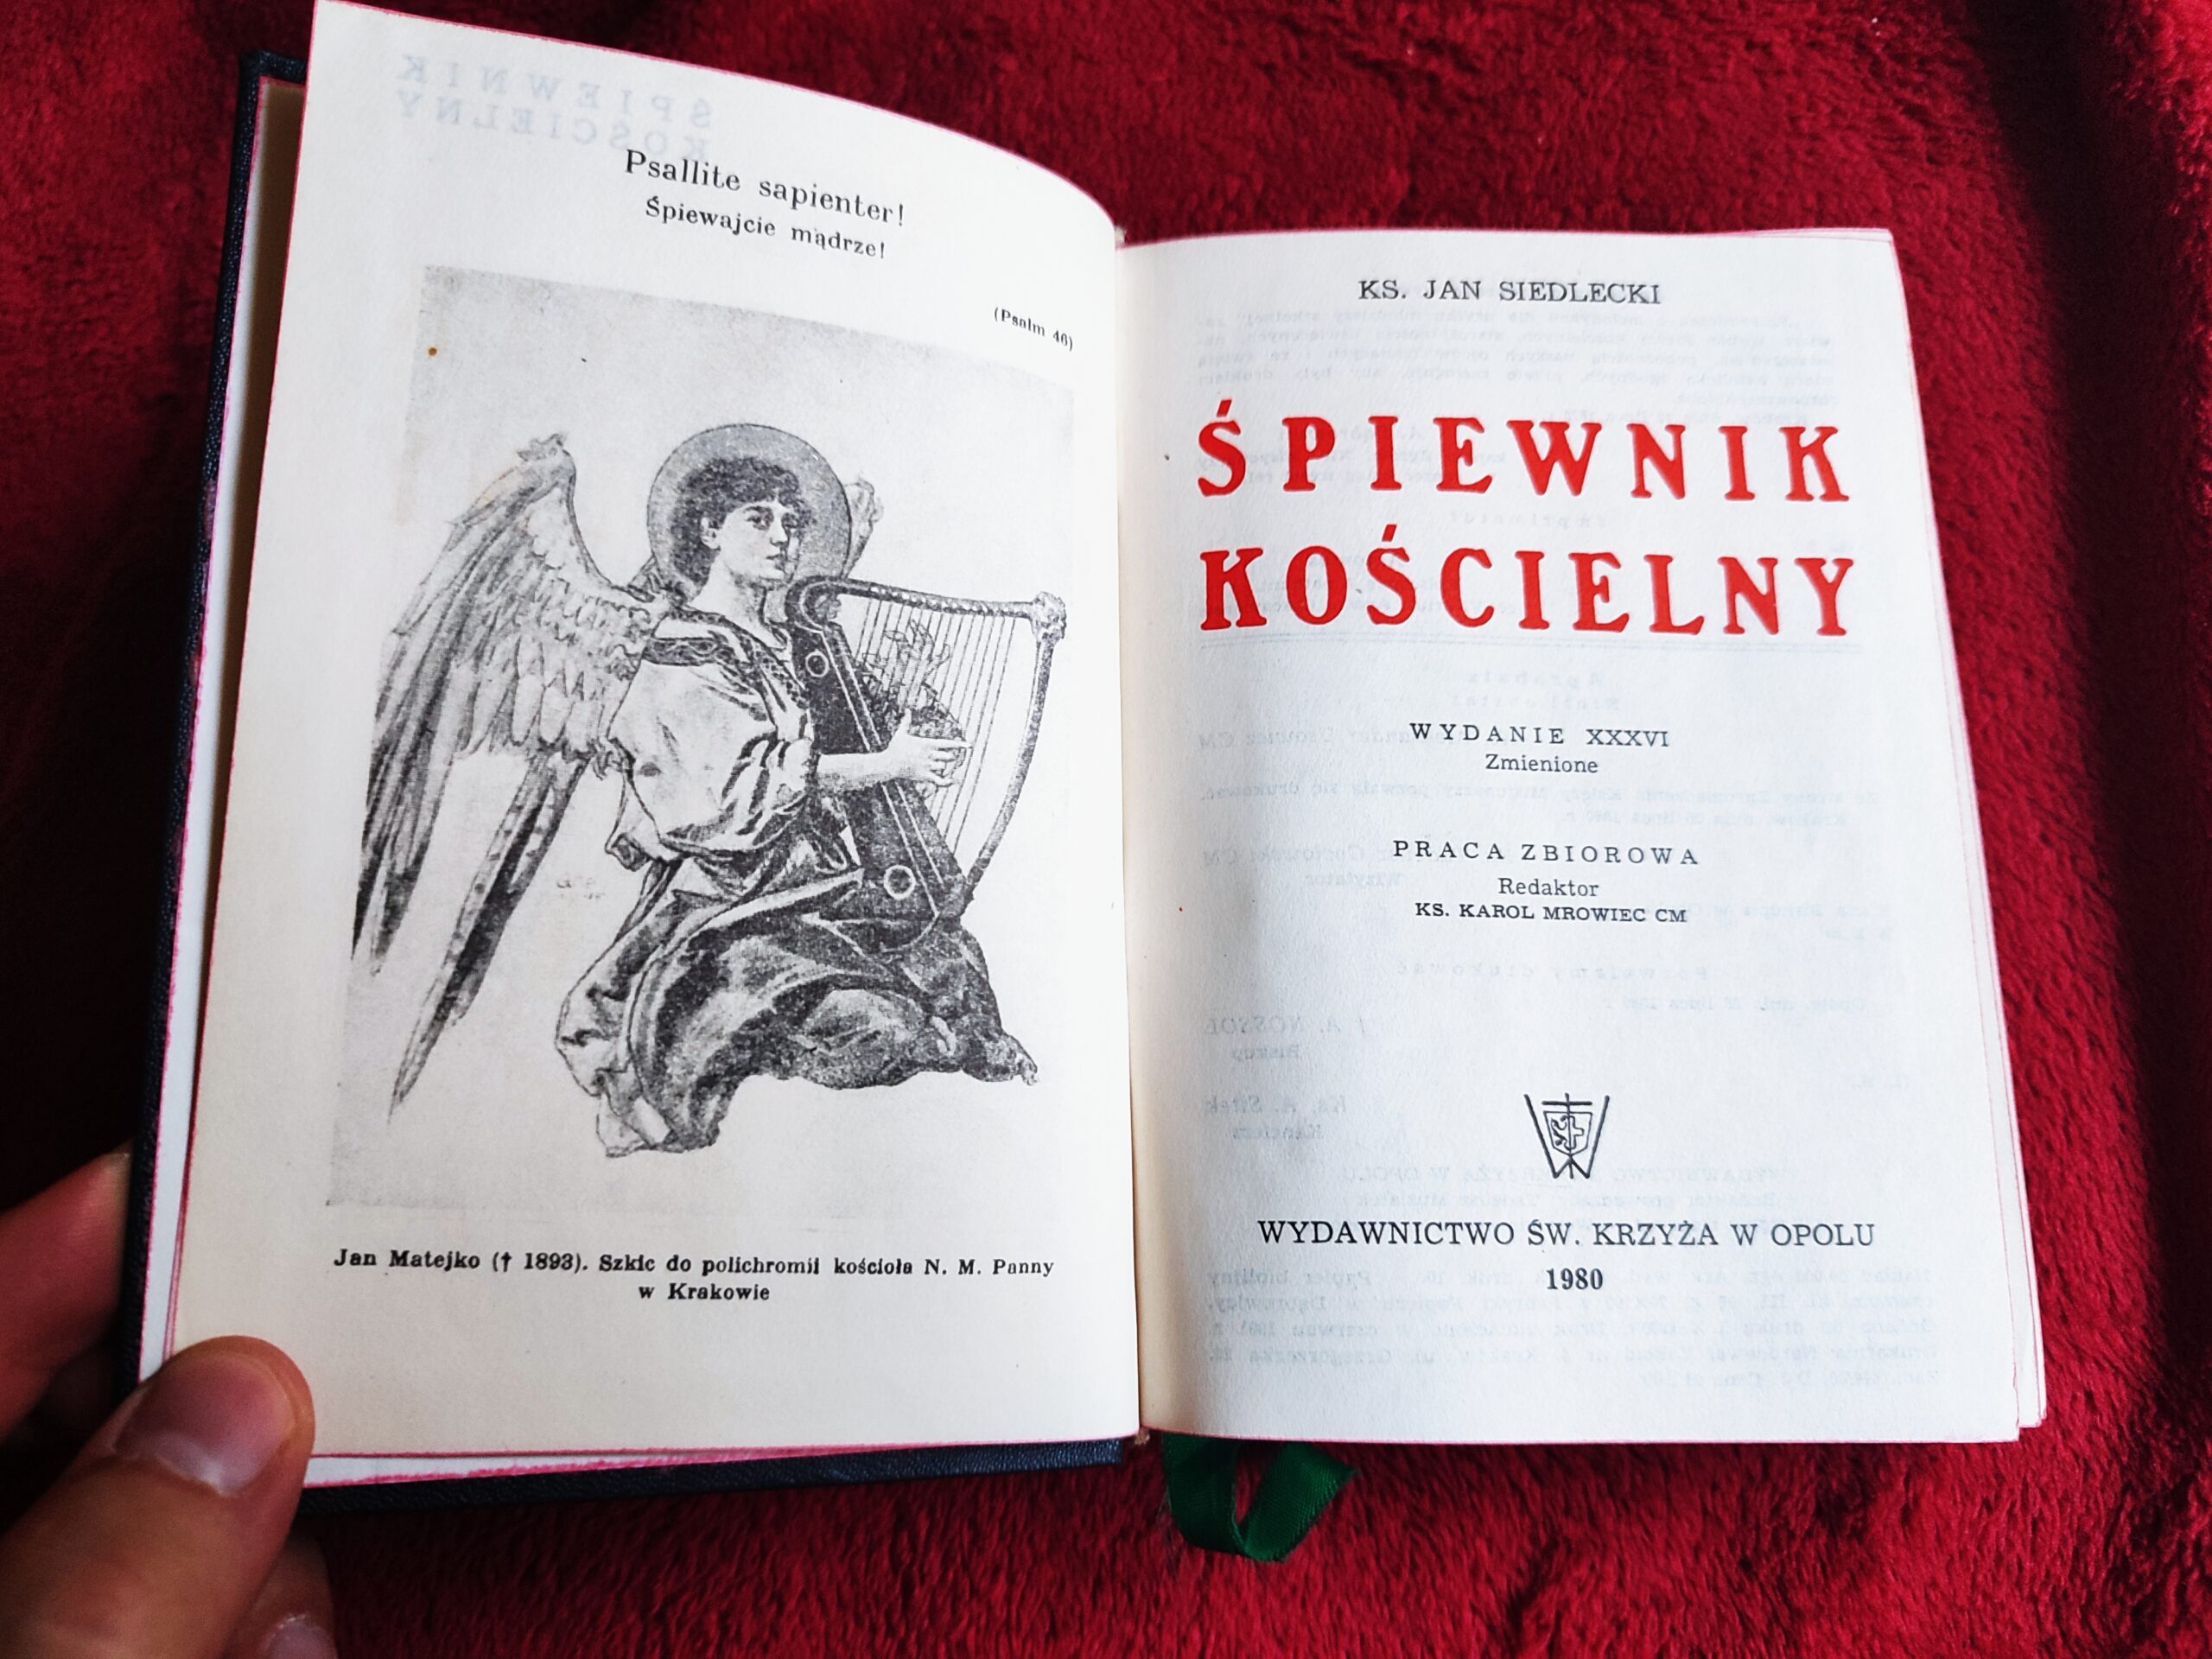 Psallite sapienter!
Śpiewajcie mądrze!
(Psalm 46)
Jan Matejko († 1893). Szkic do polichromii kościoła N. M. Panny
w Krakowie
KS. JAN SIEDLECKI
ŚPIEWNIK
KOŚCIELNY
WYDANIE XXXVI
Zmienione
PRACA ZBIOROWA
Redaktor
KS. KAROL MROWIEC CM
WYDAWNICTWO ŚW. KRZYŻA W OPOLU
1980